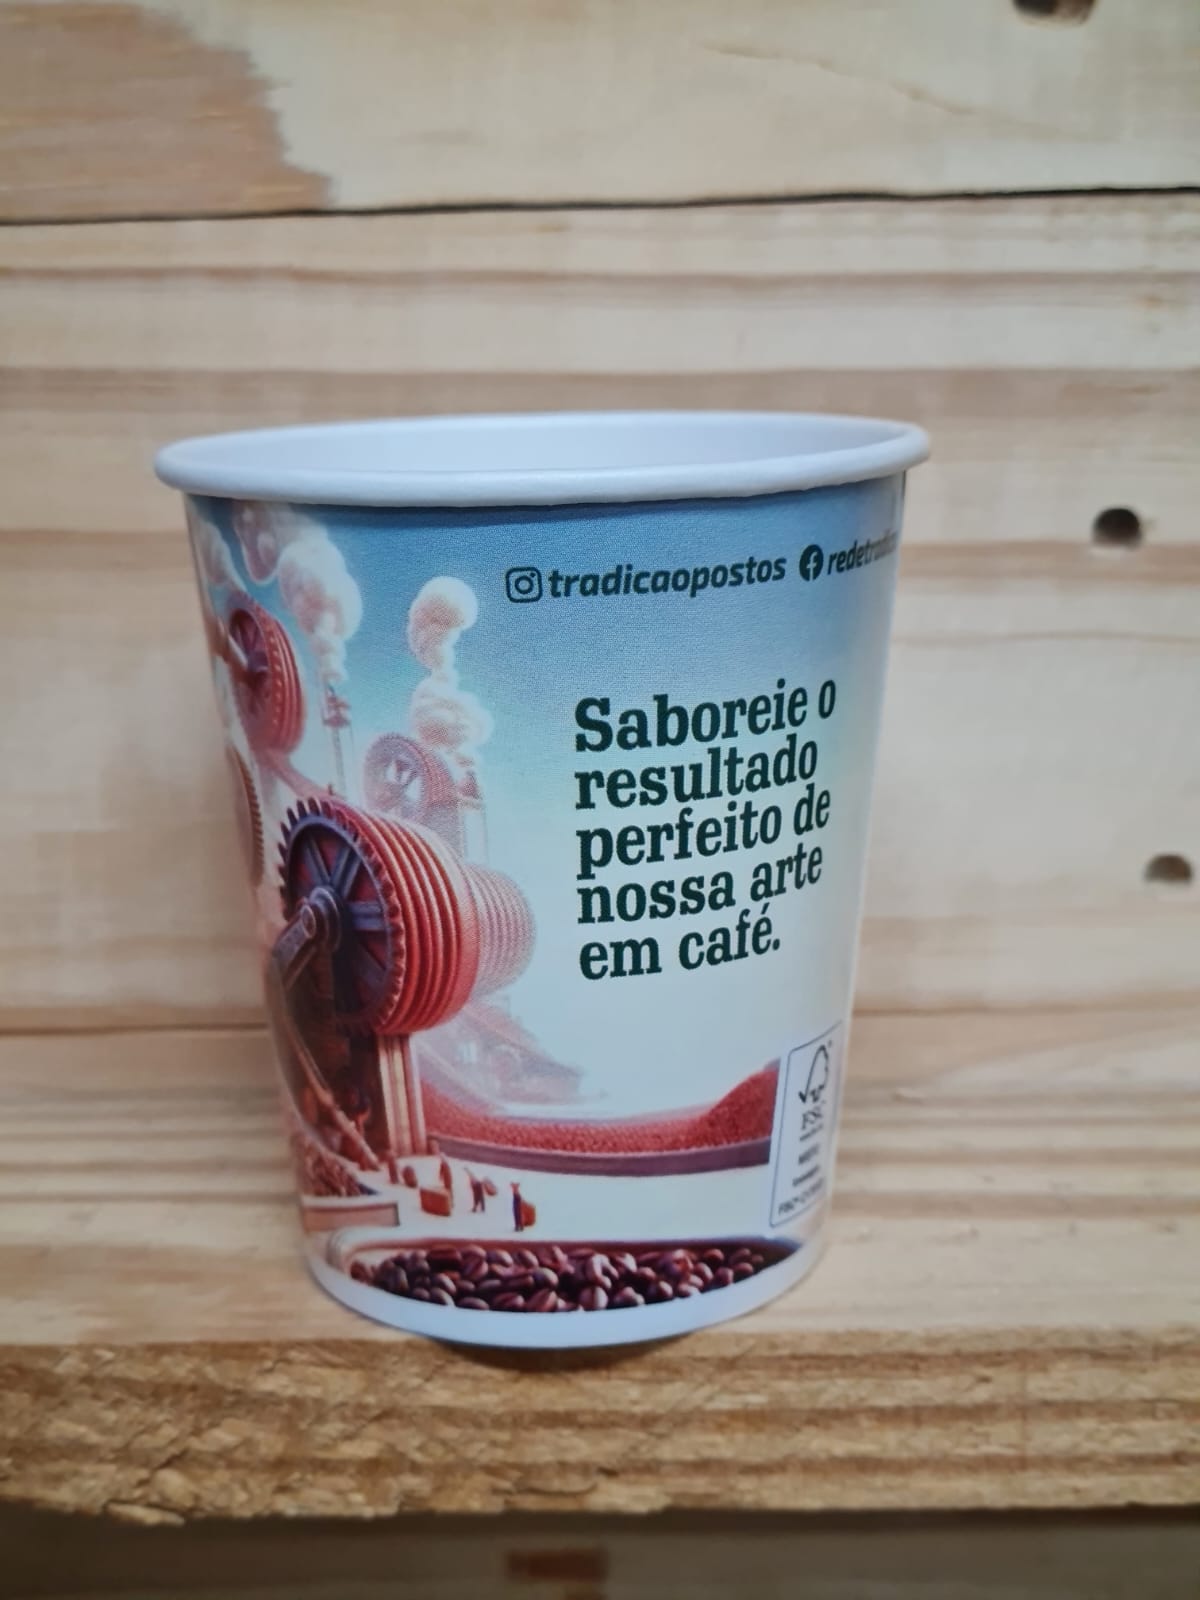 tradicaopostos
Saboreie o
resultado
perfeito de
nossa arte
em café.
FSC